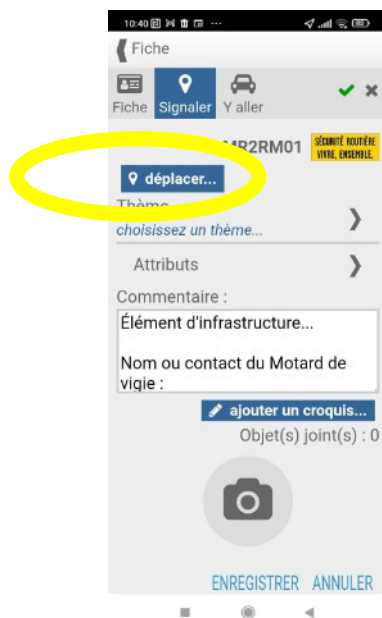 10:40
Fiche
Fiche Signaler Y aller
MR2RM01 SÉCURITÉ ROUTIÈRE
VIVRE, ENSEMBLE.
déplacer...
Thème
choisissez un thème...
Attributs
Commentaire :
Élément d'infrastructure...
Nom ou contact du Motard de
vigie :
ajouter un croquis...
Objet(s) joint(s) : 0
ENREGISTRER ANNULER